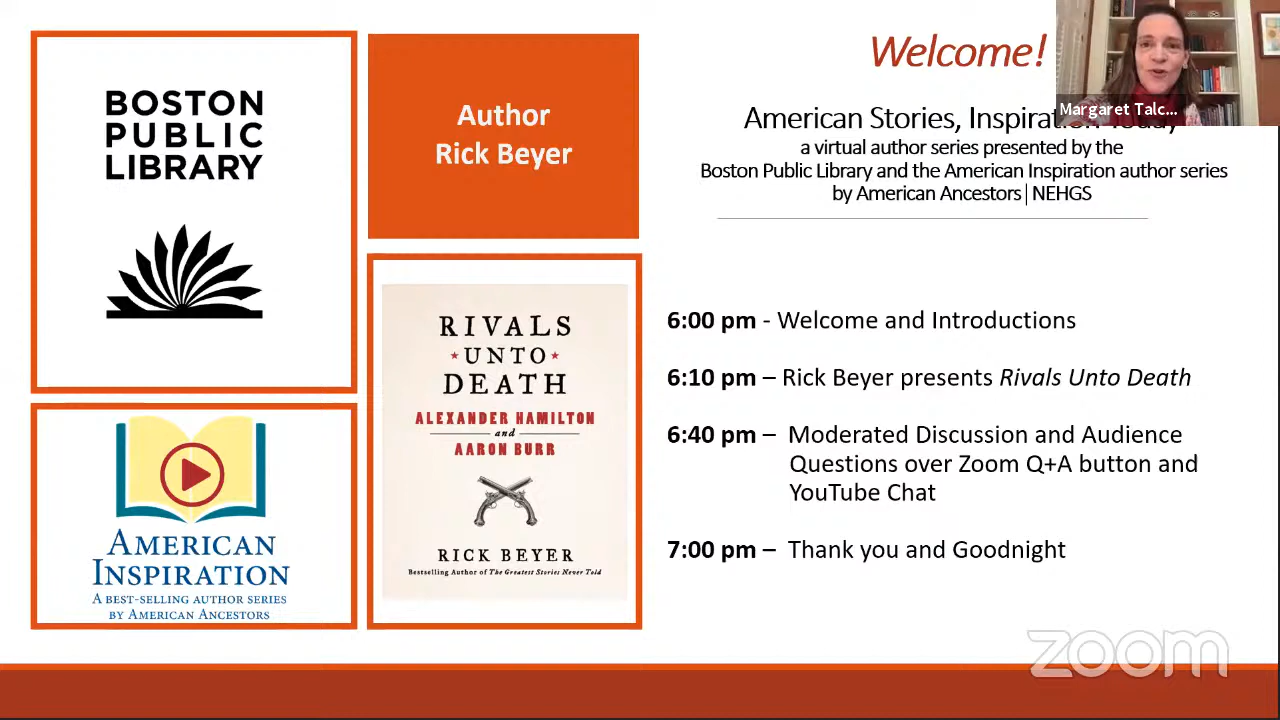 BOSTON
PUBLIC
LIBRARY
AMERICAN
INSPIRATION
A BEST-SELLING AUTHOR SERIES
BY AMERICAN ANCESTORS
Author
Rick Beyer
RIVALS
UNTO
DEATH
ALEXANDER HAMILTON
and
AARON BURR
RICK BEYER
Bestselling Author of The Greatest Stories Never Told
Welcome!
Margaret Talc...
American Stories, Inspiration Today
a virtual author series presented by the
Boston Public Library and the American Inspiration author series
by American Ancestors|NEHGS
6:00 pm - Welcome and Introductions
6:10 pm – Rick Beyer presents Rivals Unto Death
6:40 pm – Moderated Discussion and Audience
Questions over Zoom Q+A button and
YouTube Chat
7:00 pm – Thank you and Goodnight
zoom